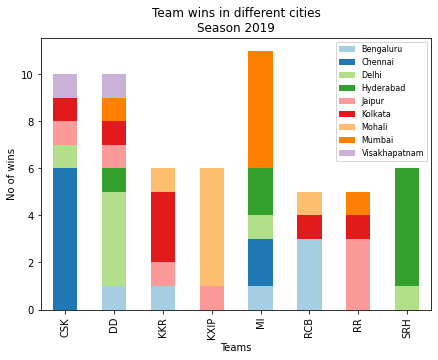 Team wins in different cities
Season 2019
No of wins
10
8
6
4
2
0
Bengaluru
Chennai
Delhi
Hyderabad
Jaipur
Kolkata
Mohali
Mumbai
Visakhapatnam
CSK
DD
KKR
KXIP
MI
RCB
RR
SRH
Teams